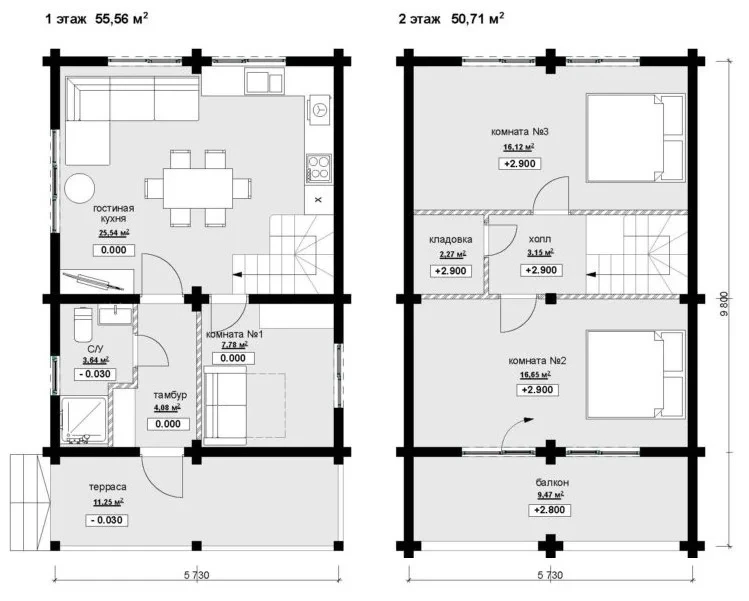 1 этаж 55,56 м²
2 этаж 50,71 м²
гостиная
кухня
25,54 м²
0.000
X
С/У
3,64 м²
- 0.030
комната №1
7,78 м²
0.000
тамбур
4,08 м²
0.000
терраса
11,25 м²
- 0.030
5 730
комната №3
16,12 м²
+2.900
кладовка
2,27 м²
+2.900
холл
3,15 м²
+2.900
комната №2
16,65 м²
+2.900
балкон
9,47 м²
+2.800
5 730
9 800